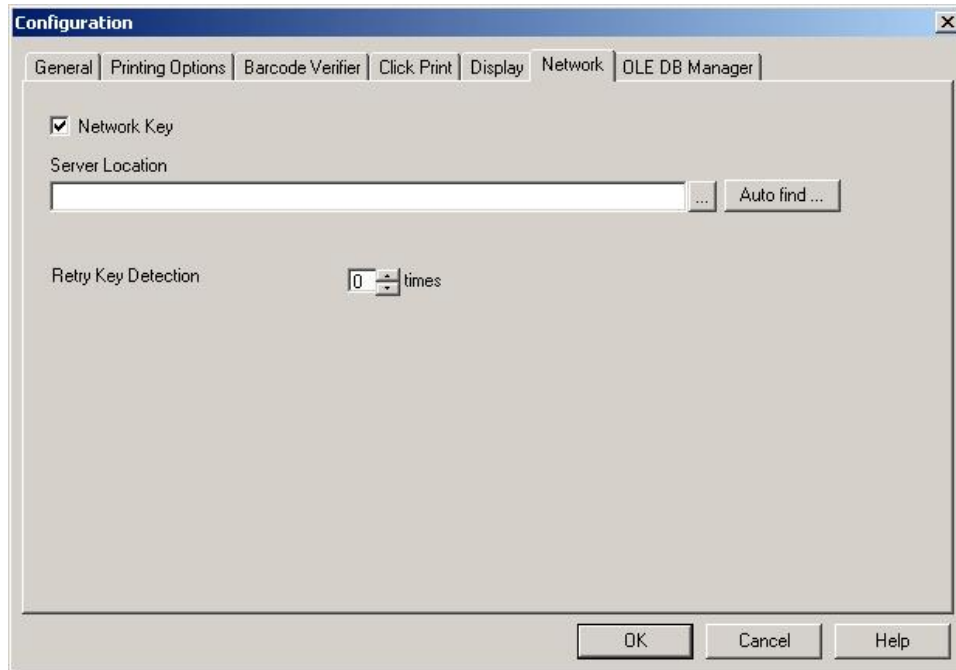 Configuration
General Printing Options Barcode Verifier Click Print Display Network OLE DB Manager
Network Key
Server Location
... Auto find ...
Retry Key Detection 0 times
OK Cancel Help